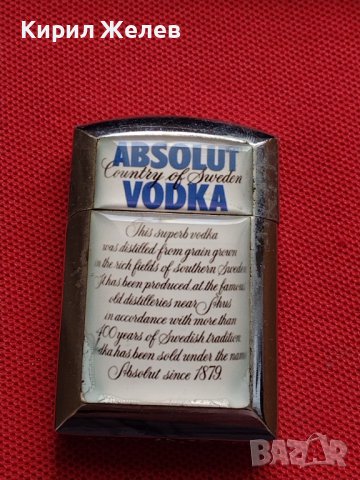 Кирил Желев
ABSOLUT
Country of Sweden
VODKA
This superb vodka
was distilled from grain grown
in the rich fields of southern Sweden
It has been produced at the famous
old distilleries near Åhus
in accordance with more than
400 years of Swedish tradition
Vodka has been sold under the name
Absolut since 1879.
BAZAR